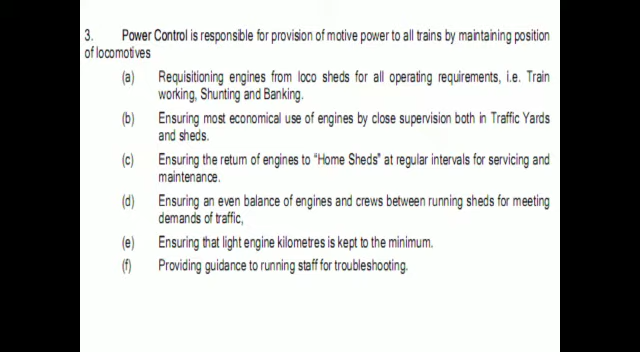 3. Power Control is responsible for provision of motive power to all trains by maintaining position
of locomotives
(a) Requisitioning engines from loco sheds for all operating requirements, i.e. Train
working, Shunting and Banking.
(b) Ensuring most economical use of engines by close supervision both in Traffic Yards
and sheds.
(c) Ensuring the return of engines to “Home Sheds” at regular intervals for servicing and
maintenance.
(d) Ensuring an even balance of engines and crews between running sheds for meeting
demands of traffic,
(e) Ensuring that light engine kilometres is kept to the minimum.
(f) Providing guidance to running staff for troubleshooting.